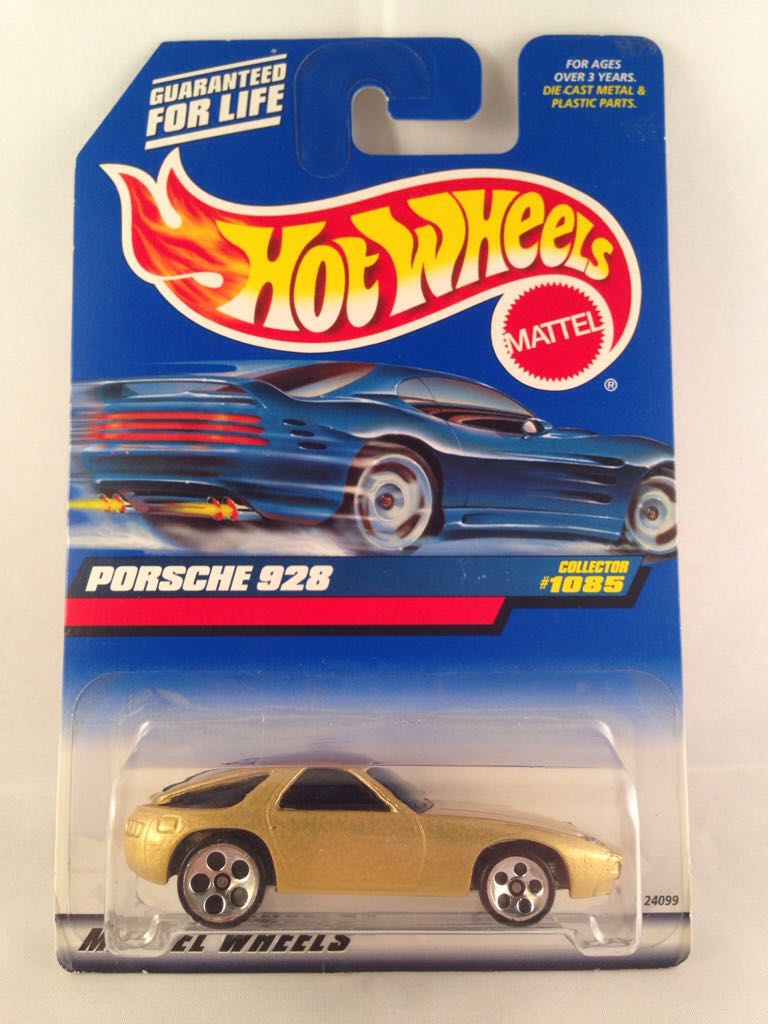 GUARANTEED
FOR LIFE
FOR AGES
OVER 3 YEARS.
DIE-CAST METAL &
PLASTIC PARTS.
HOT WHEELS
MATTEL
®
PORSCHE 928
COLLECTOR
#1085
24099
WHEELS